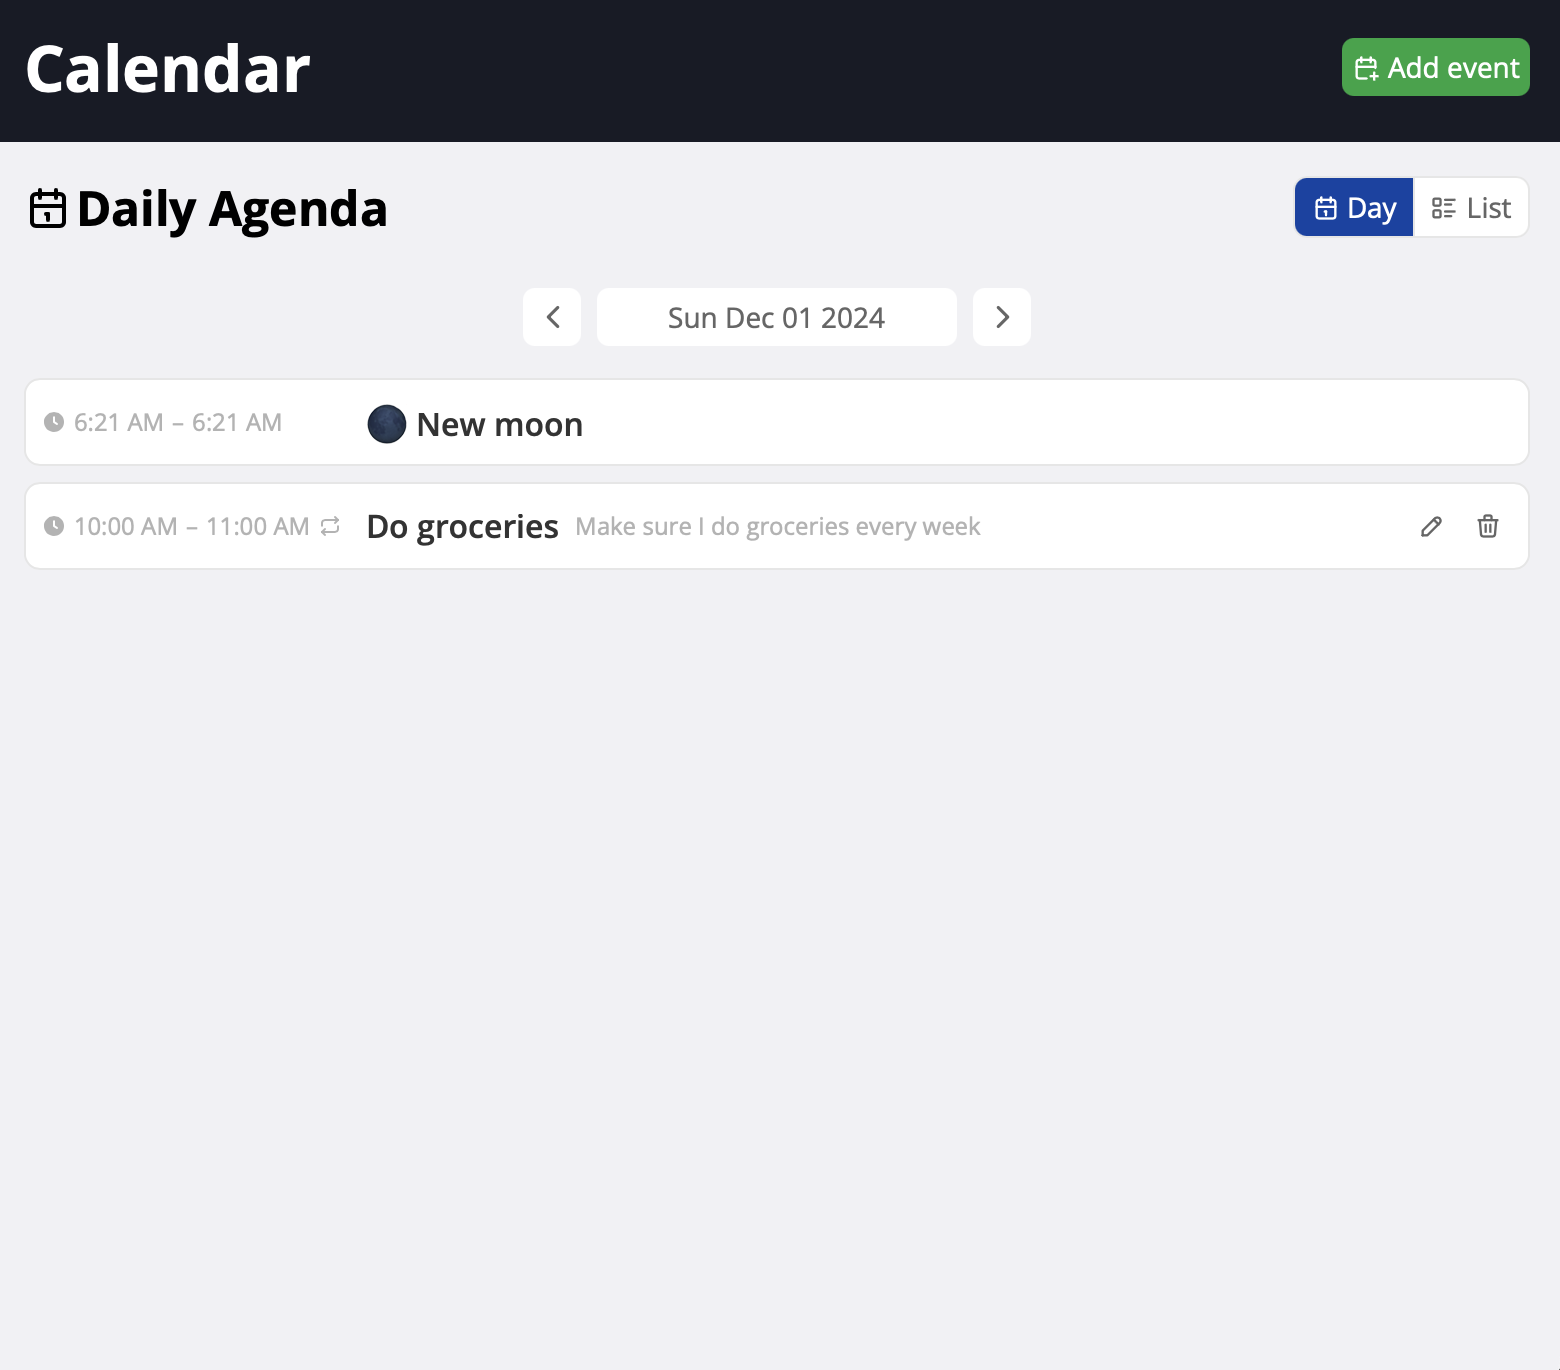 Calendar
Add event
Daily Agenda
Day
List
Sun Dec 01 2024
6:21 AM – 6:21 AM New moon
10:00 AM – 11:00 AM Do groceries Make sure I do groceries every week